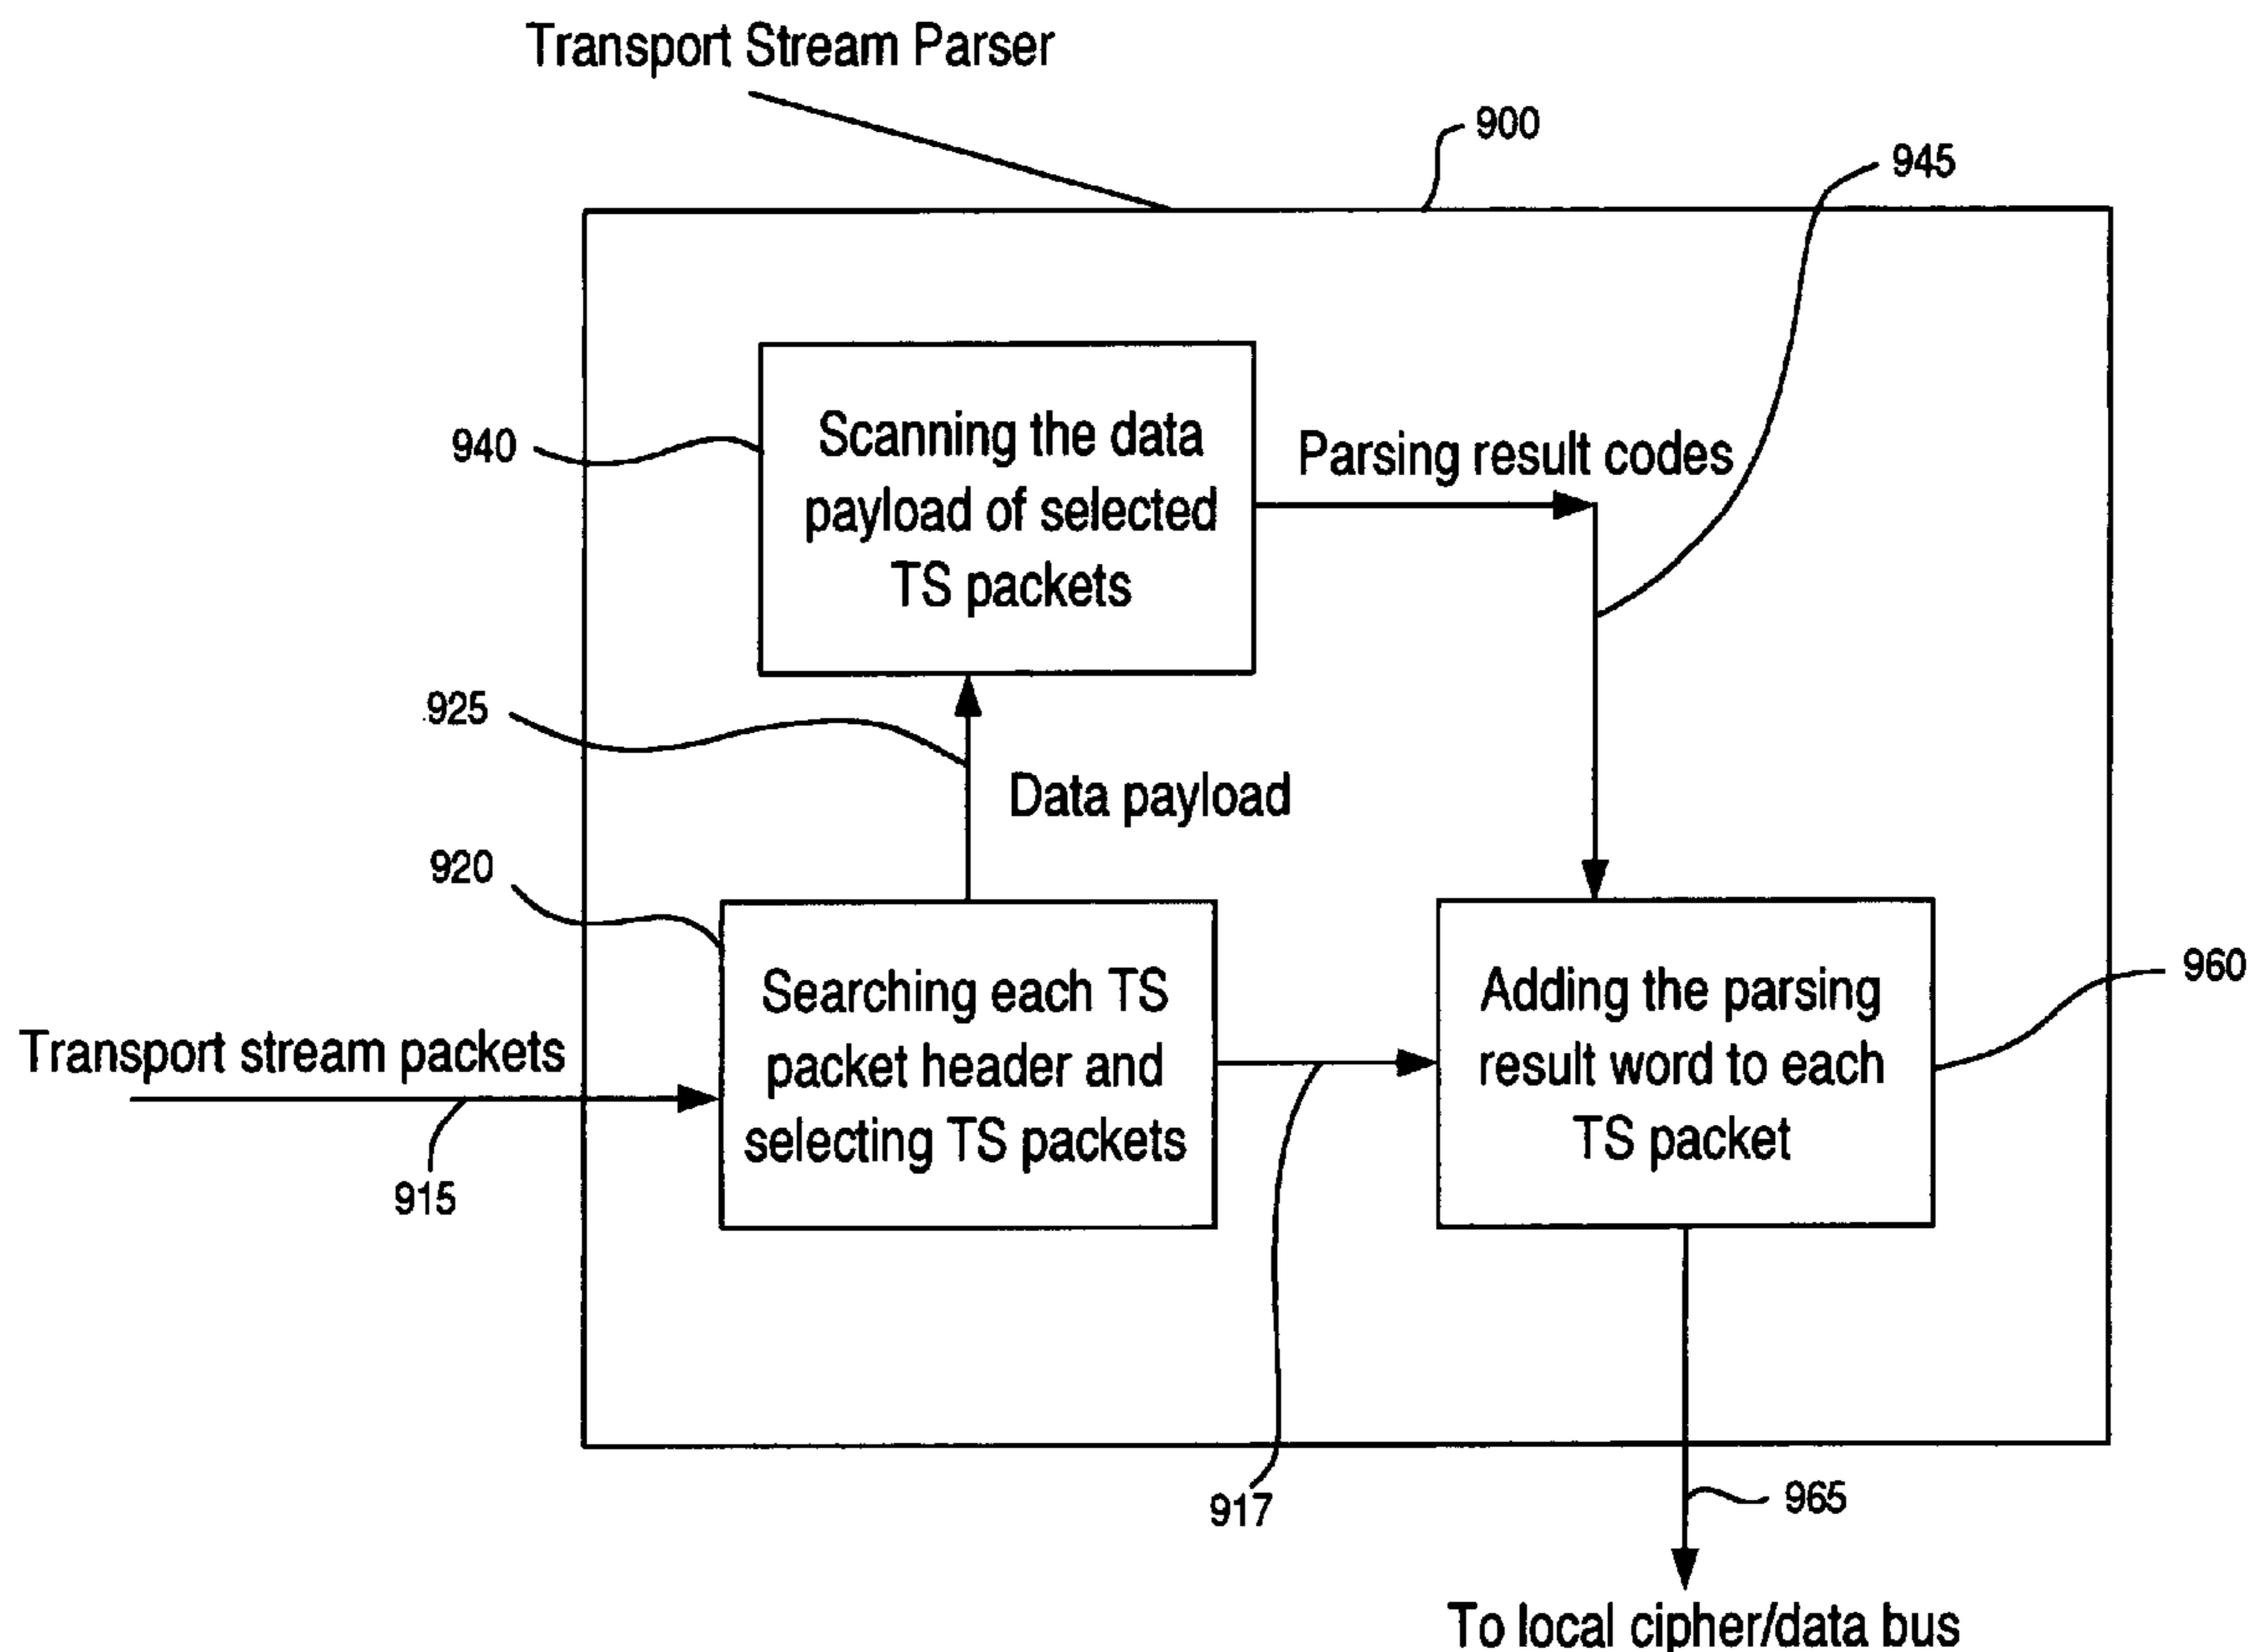 Transport Stream Parser
900
945
940
Scanning the data
payload of selected
TS packets
Parsing result codes
925
Data payload
920
Searching each TS
packet header and
selecting TS packets
Adding the parsing
result word to each
TS packet
960
Transport stream packets
915
917
965
To local cipher/data bus